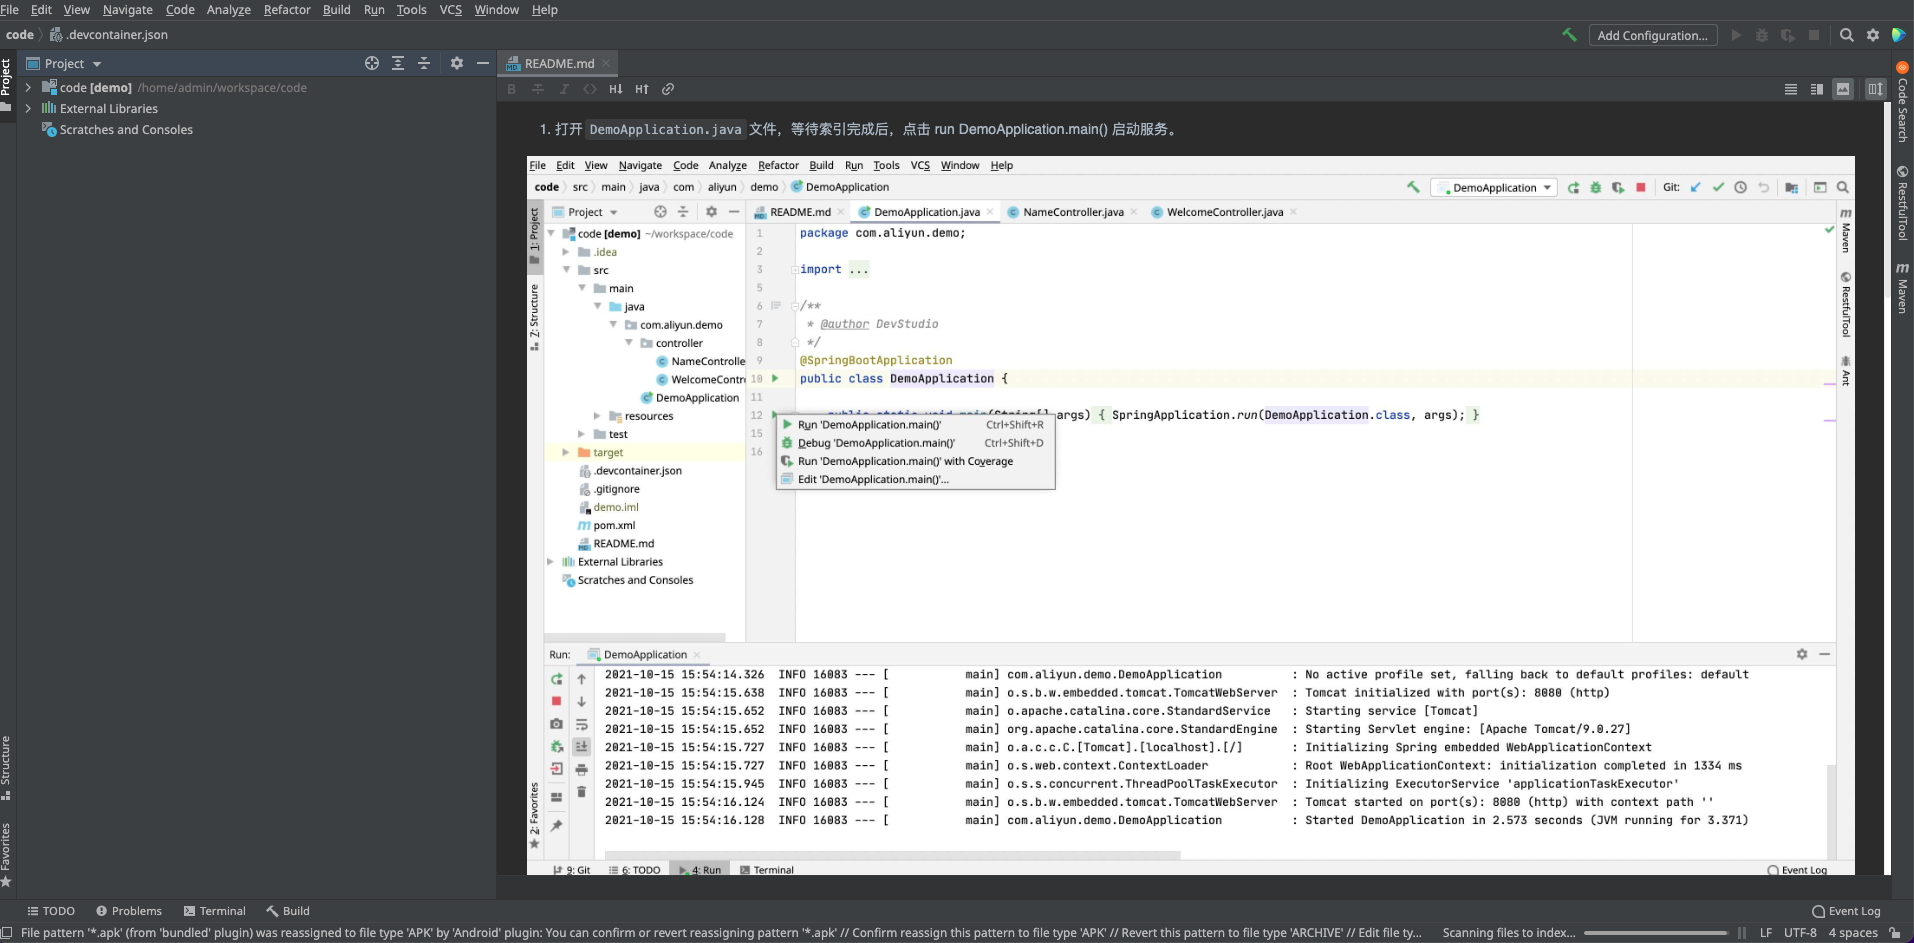 File Edit View Navigate Code Analyze Refactor Build Run Tools VCS Window Help
code .devcontainer.json Add Configuration...
Project
Project
code [demo] /home/admin/workspace/code
External Libraries
Scratches and Consoles
Structure
Favorites
README.md
B I <> H↓ H↑
1. 打开 DemoApplication.java 文件，等待索引完成后，点击 run DemoApplication.main() 启动服务。
File Edit View Navigate Code Analyze Refactor Build Run Tools VCS Window Help
code src main java com aliyun demo DemoApplication DemoApplication Git:
1: Project
7: Structure
2: Favorites
Project
code [demo] ~/workspace/code
.idea
src
main
java
com.aliyun.demo
controller
NameControlle
WelcomeContr
DemoApplication
resources
test
target
.devcontainer.json
.gitignore
demo.iml
pom.xml
README.md
External Libraries
Scratches and Consoles
README.md DemoApplication.java NameController.java WelcomeController.java
1 package com.aliyun.demo;
2
3 import ...
5
6 /**
7 * @author DevStudio
8 */
9 @SpringBootApplication
10 public class DemoApplication {
11
12 public static void main(String[] args) { SpringApplication.run(DemoApplication.class, args); }
15
16
Run 'DemoApplication.main()' Ctrl+Shift+R
Debug 'DemoApplication.main()' Ctrl+Shift+D
Run 'DemoApplication.main()' with Coverage
Edit 'DemoApplication.main()'...
Maven
RestfulTool
Ant
Run: DemoApplication
2021-10-15 15:54:14.326 INFO 16083 --- [ main] com.aliyun.demo.DemoApplication : No active profile set, falling back to default profiles: default
2021-10-15 15:54:15.638 INFO 16083 --- [ main] o.s.b.w.embedded.tomcat.TomcatWebServer : Tomcat initialized with port(s): 8080 (http)
2021-10-15 15:54:15.652 INFO 16083 --- [ main] o.apache.catalina.core.StandardService : Starting service [Tomcat]
2021-10-15 15:54:15.652 INFO 16083 --- [ main] org.apache.catalina.core.StandardEngine : Starting Servlet engine: [Apache Tomcat/9.0.27]
2021-10-15 15:54:15.727 INFO 16083 --- [ main] o.a.c.c.C.[Tomcat].[localhost].[/] : Initializing Spring embedded WebApplicationContext
2021-10-15 15:54:15.727 INFO 16083 --- [ main] o.s.web.context.ContextLoader : Root WebApplicationContext: initialization completed in 1334 ms
2021-10-15 15:54:15.945 INFO 16083 --- [ main] o.s.s.concurrent.ThreadPoolTaskExecutor : Initializing ExecutorService 'applicationTaskExecutor'
2021-10-15 15:54:16.124 INFO 16083 --- [ main] o.s.b.w.embedded.tomcat.TomcatWebServer : Tomcat started on port(s): 8080 (http) with context path ''
2021-10-15 15:54:16.128 INFO 16083 --- [ main] com.aliyun.demo.DemoApplication : Started DemoApplication in 2.573 seconds (JVM running for 3.371)
9: Git 6: TODO 4: Run Terminal Event Log
Code Search
RestfulTool
Maven
TODO Problems Terminal Build Event Log
File pattern '*.apk' (from 'bundled' plugin) was reassigned to file type 'APK' by 'Android' plugin: You can confirm or revert reassigning pattern '*.apk' // Confirm reassign this pattern to file type 'APK' // Revert this pattern to file type 'ARCHIVE' // Edit file ty... Scanning files to index... LF UTF-8 4 spaces